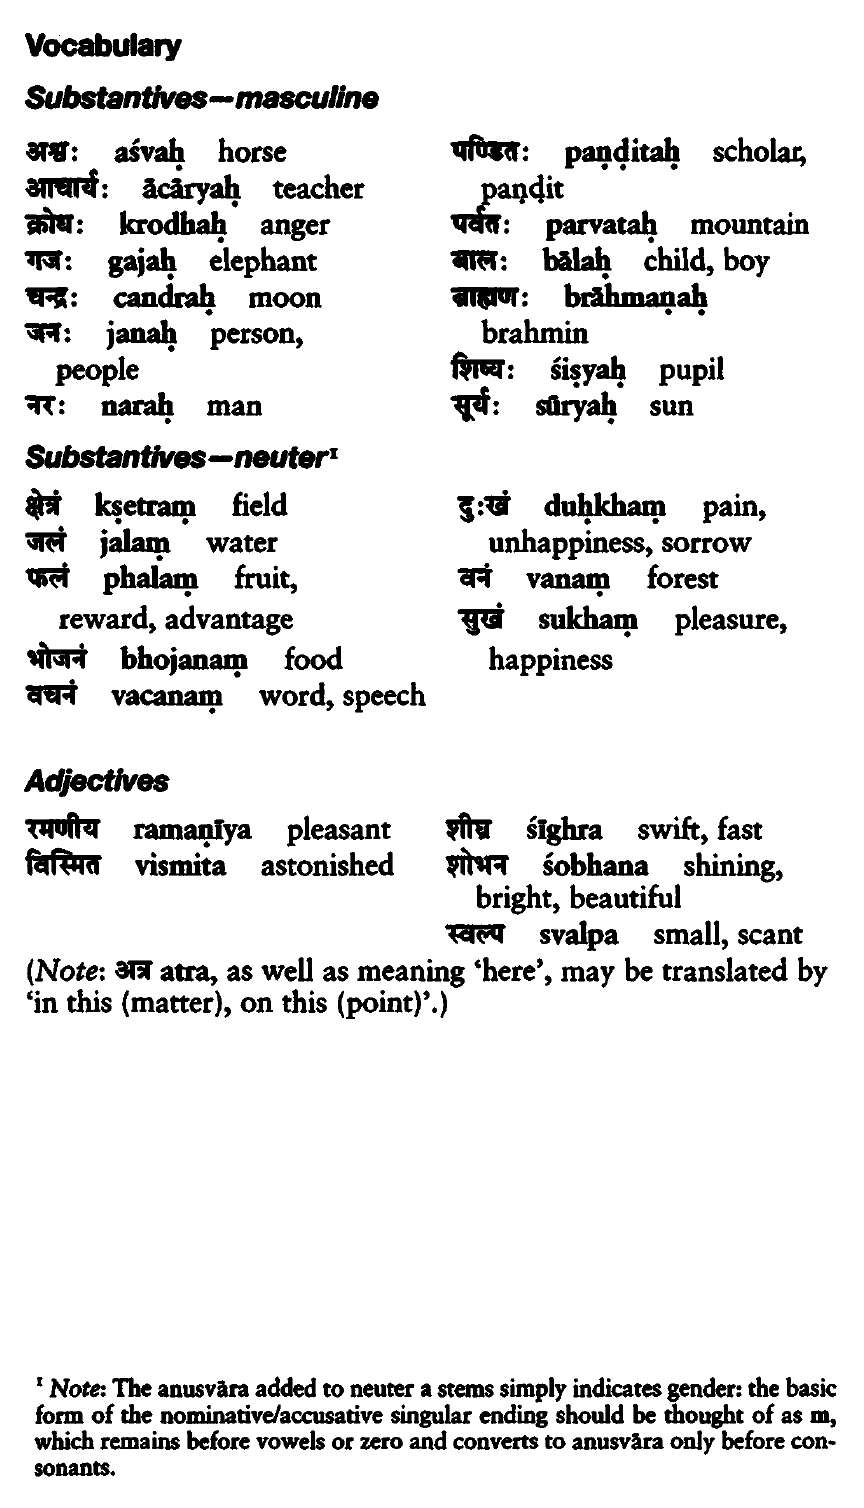 Vocabulary
Substantives—masculine
अश्वः aśvaḥ horse
आचार्यः ācāryaḥ teacher
क्रोधः krodhaḥ anger
गजः gajaḥ elephant
चन्द्रः candraḥ moon
जनः janaḥ person,
people
नरः naraḥ man
पण्डितः paṇḍitaḥ scholar,
paṇḍit
पर्वतः parvataḥ mountain
बालः bālaḥ child, boy
ब्राह्मणः brāhmaṇaḥ
brahmin
शिष्यः śiṣyaḥ pupil
सूर्यः sūryaḥ sun
Substantives—neuter¹
क्षेत्रं kṣetraṃ field
जलं jalaṃ water
फलं phalaṃ fruit,
reward, advantage
भोजनं bhojanaṃ food
वचनं vacanaṃ word, speech
दुःखं duḥkhaṃ pain,
unhappiness, sorrow
वनं vanaṃ forest
सुखं sukhaṃ pleasure,
happiness
Adjectives
रमणीय ramaṇīya pleasant
विस्मित vismita astonished
शीघ्र śīghra swift, fast
शोभन śobhana shining,
bright, beautiful
स्वल्प svalpa small, scant
(Note: अत्र atra, as well as meaning ‘here’, may be translated by
‘in this (matter), on this (point)’.)
¹ Note: The anusvāra added to neuter a stems simply indicates gender: the basic
form of the nominative/accusative singular ending should be thought of as m,
which remains before vowels or zero and converts to anusvāra only before con-
sonants.